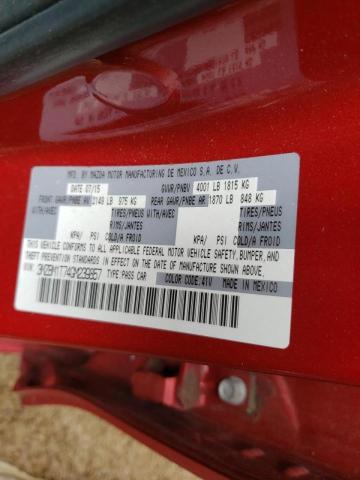 MFD. BY MAZDA MOTOR MANUFACTURING DE MEXICO S.A. DE C.V.
DATE 07/15 GVWR/PNBV 4001 LB 1815 KG
FRONT GAWR/PNBE AV 2149 LB 975 KG REAR GAWR/PNBE AR 1870 LB 848 KG
WITH/AVEC TIRES/PNEUS RIMS/JANTES WITH/AVEC TIRES/PNEUS RIMS/JANTES
KPA/ PSI COLD/A FROID KPA/ PSI COLD/A FROID
THIS VEHICLE CONFORMS TO ALL APPLICABLE FEDERAL MOTOR VEHICLE SAFETY, BUMPER, AND
THEFT PREVENTION STANDARDS IN EFFECT ON THE DATE OF MANUFACTURE SHOWN ABOVE.
TYPE PASS CAR
COLOR CODE:41V
MADE IN MEXICO